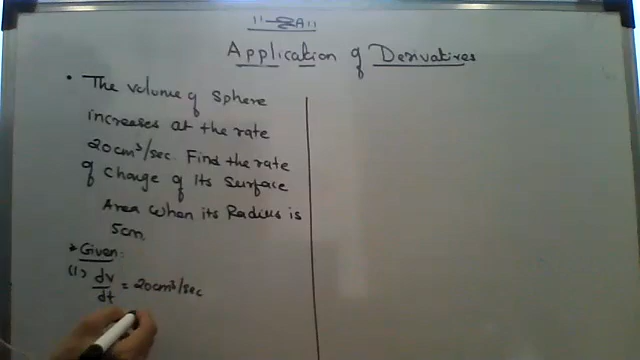 Application of Derivatives
• The volume of sphere
increases at the rate
20cm³/sec. Find the rate
of change of its surface
Area when its Radius is
5cm.
* Given:
(1) dv/dt = 20cm³/sec